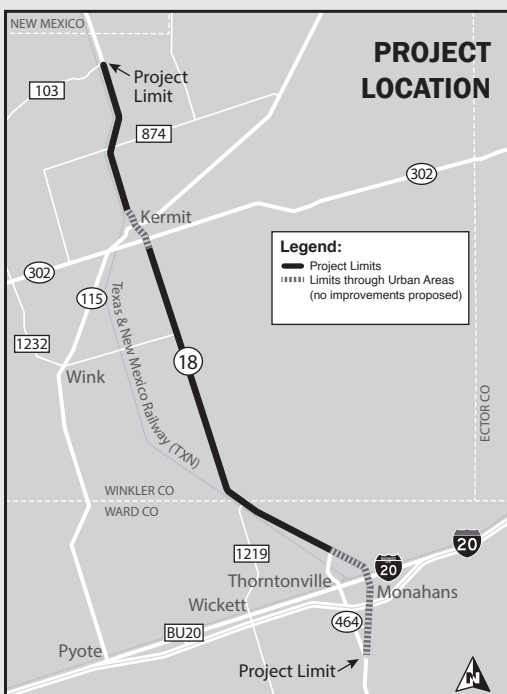 NEW MEXICO
PROJECT
LOCATION
Project
Limit
103
874
302
Kermit
Legend:
Project Limits
Limits through Urban Areas
(no improvements proposed)
302
115
Texas & New Mexico Railway (TXN)
18
1232
Wink
ECTOR CO
WINKLER CO
WARD CO
1219
20
20
Thorntonville
Monahans
Wickett
464
BU20
Pyote
Project Limit
N